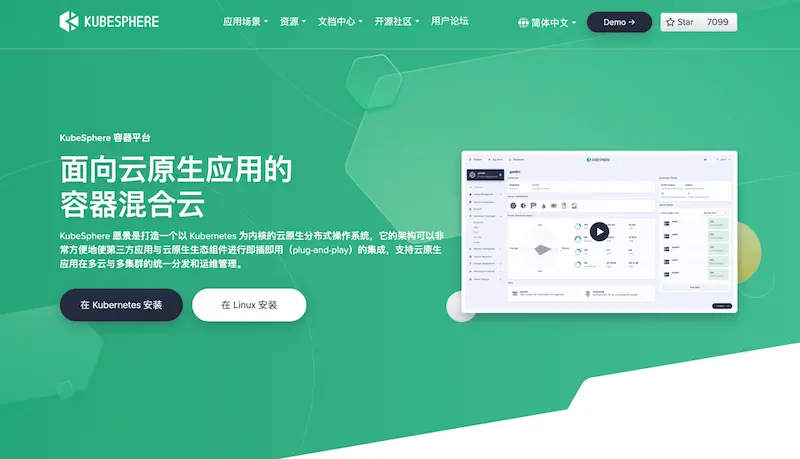 KUBESPHERE
应用场景
资源
文档中心
开源社区
用户论坛
简体中文
Demo →
Star 7099
KubeSphere 容器平台
面向云原生应用的
容器混合云
KubeSphere 愿景是打造一个以 Kubernetes 为内核的云原生分布式操作系统，它的架构可以非
常方便地使第三方应用与云原生生态组件进行即插即用（plug-and-play）的集成，支持云原生
应用在多云与多集群的统一分发和运维管理。
在 Kubernetes 安装
在 Linux 安装
KUBESPHERE